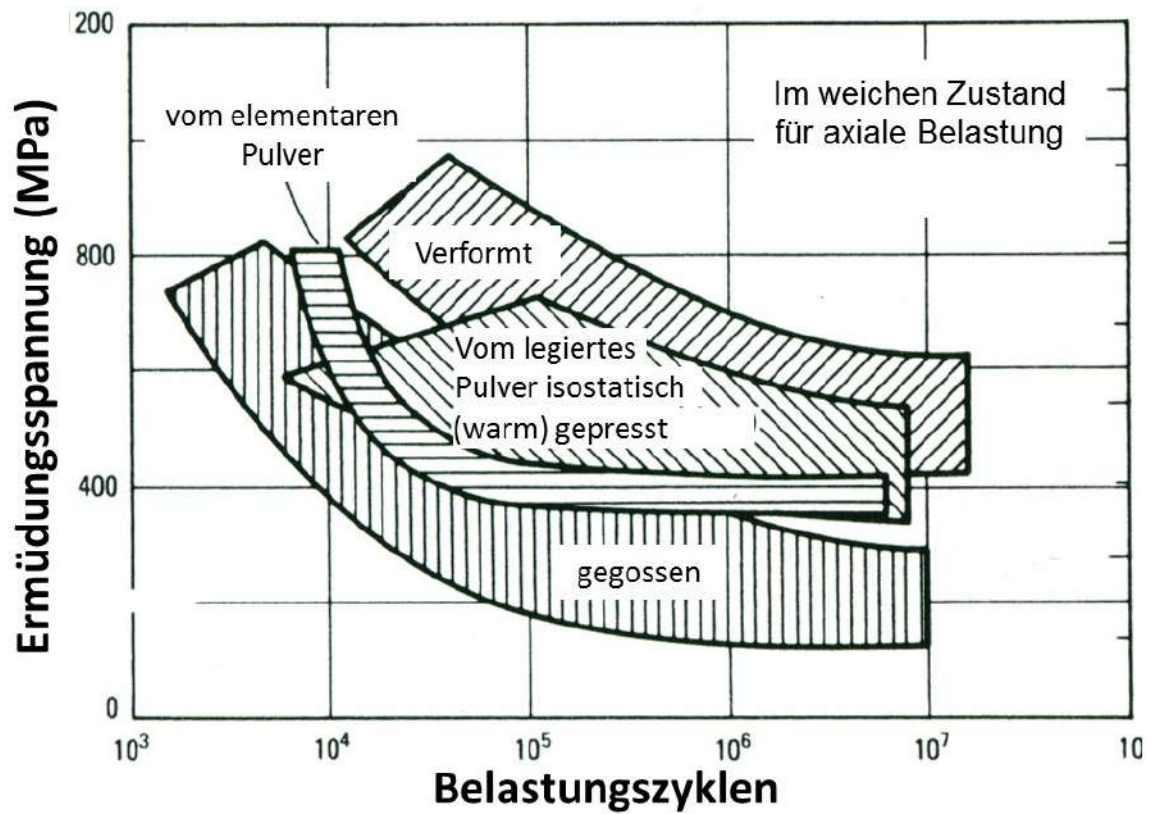 200
vom elementaren
Pulver
Im weichen Zustand
für axiale Belastung
800
Verformt
Vom legiertes
Pulver isostatisch
(warm) gepresst
400
gegossen
0
10³
10⁴
10⁵
10⁶
10⁷
10
Ermüdungsspannung (MPa)
Belastungszyklen